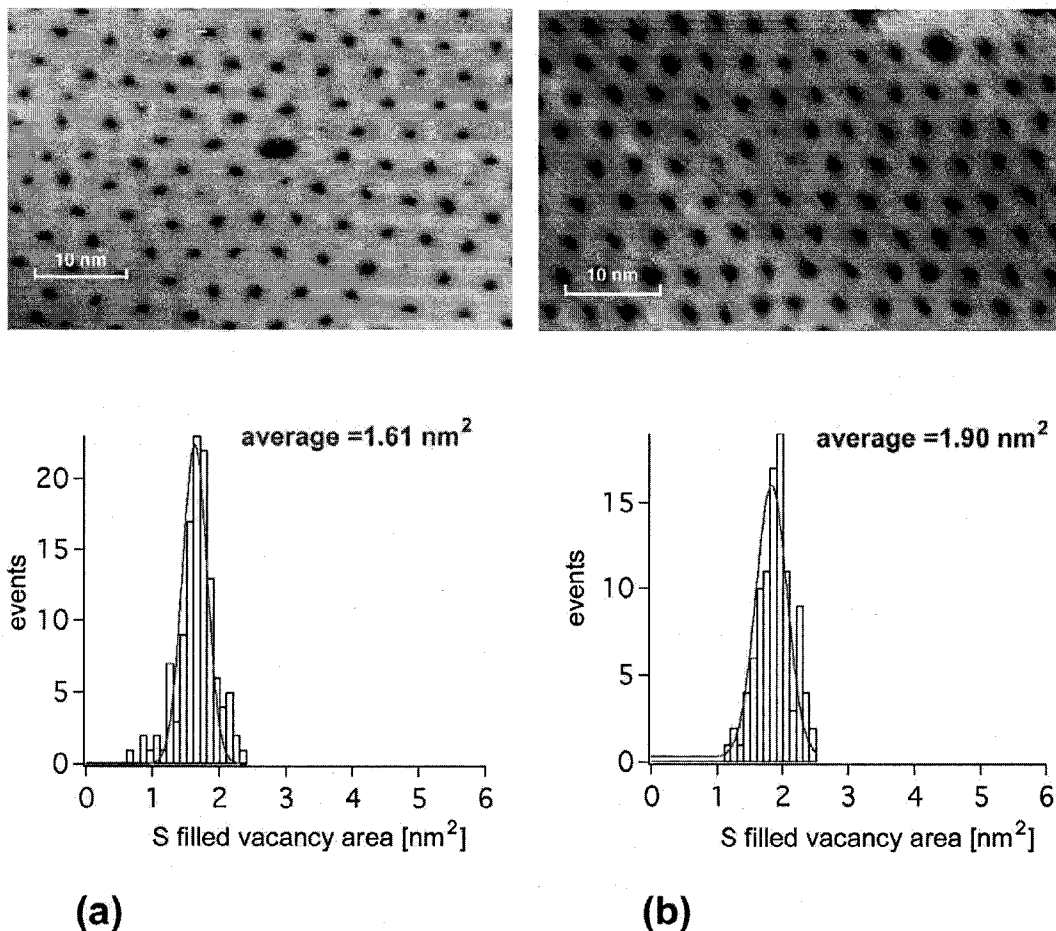 10 nm
10 nm
average =1.61 nm²
20
15
10
5
0
events
0 1 2 3 4 5 6
S filled vacancy area [nm²]
average =1.90 nm²
15
10
5
0
events
0 1 2 3 4 5 6
S filled vacancy area [nm²]
(a)
(b)